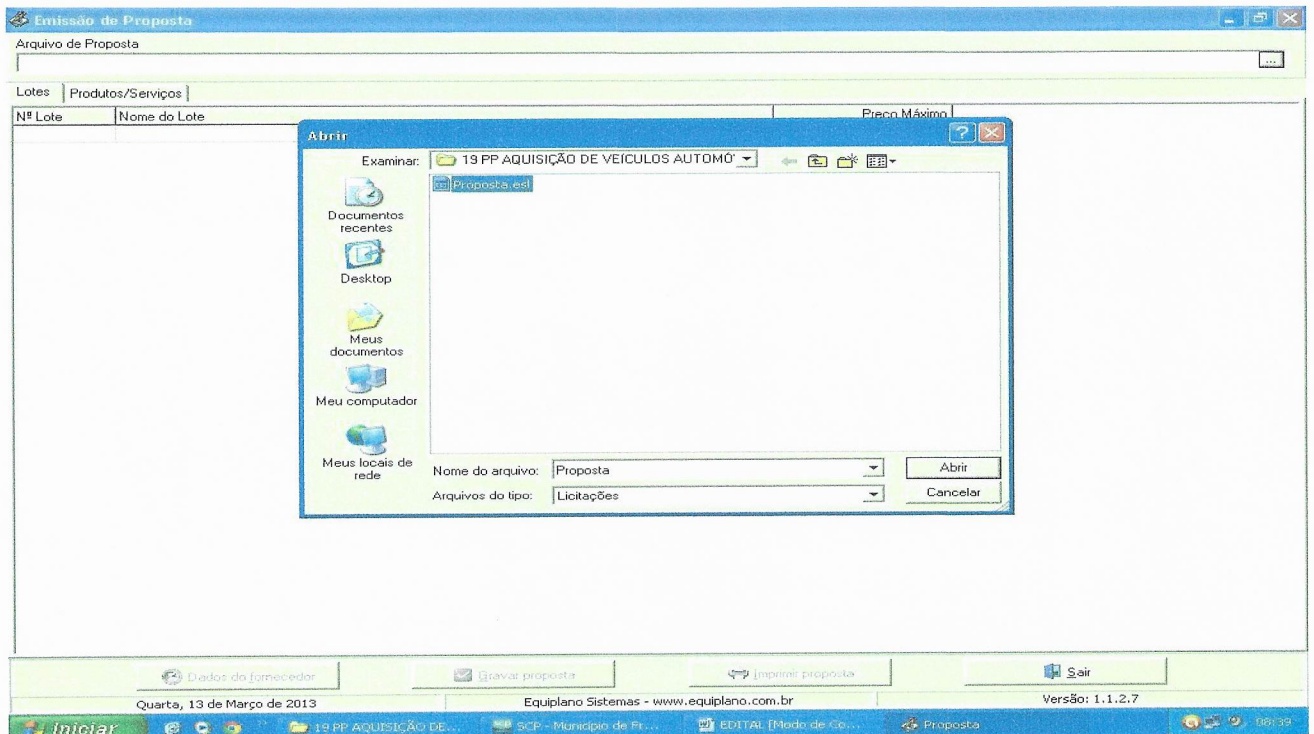 Emissão de Proposta
Arquivo de Proposta
...
Lotes Produtos/Serviços
Nº Lote Nome do Lote Preço Máximo
Abrir
Examinar: 19 PP AQUISIÇÃO DE VEÍCULOS AUTOMÓ
Proposta.esl
Documentos
recentes
Desktop
Meus
documentos
Meu computador
Meus locais de
rede
Nome do arquivo: Proposta Abrir
Arquivos do tipo: Licitações Cancelar
Dados do fornecedor Gravar proposta Imprimir proposta Sair
Quarta, 13 de Março de 2013 Equiplano Sistemas - www.equiplano.com.br Versão: 1.1.2.7
Iniciar 19 PP AQUISIÇÃO DE... SCP - Município de Fr... EDITAL [Modo de Co... Proposta 08:39